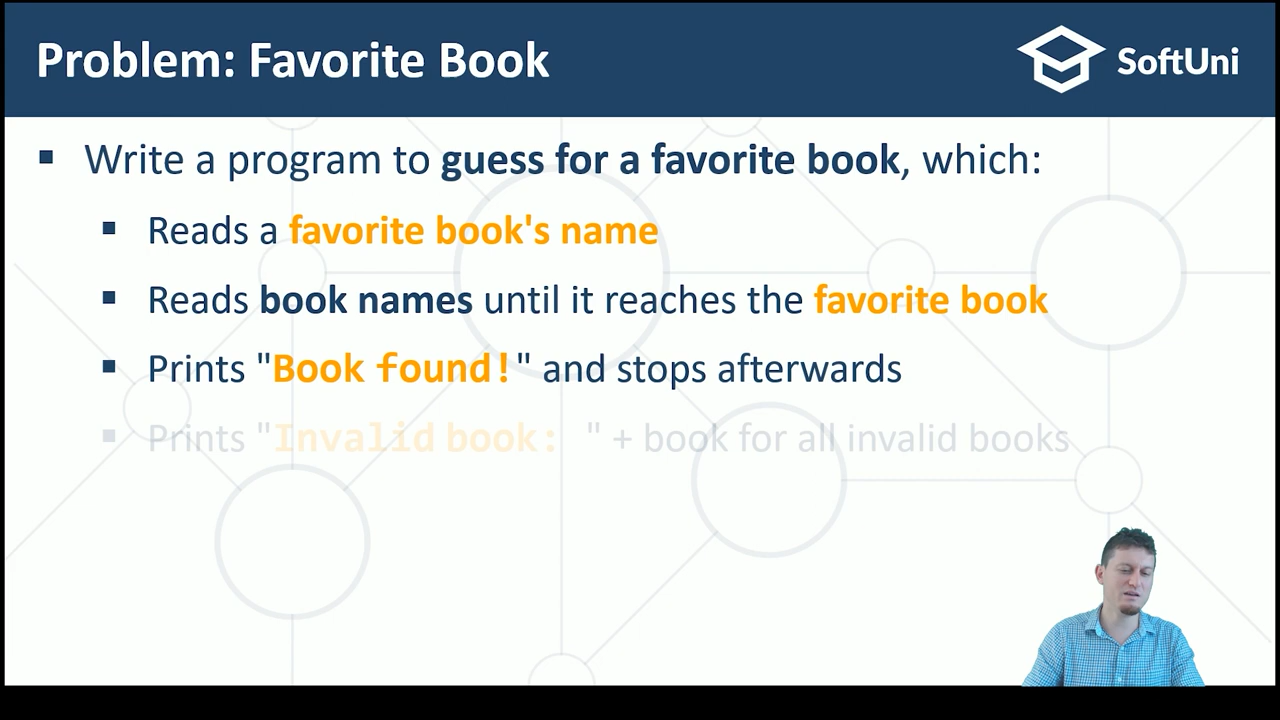 Problem: Favorite Book
SoftUni
▪ Write a program to guess for a favorite book, which:
▪ Reads a favorite book's name
▪ Reads book names until it reaches the favorite book
▪ Prints "Book found!" and stops afterwards
▪ Prints "Invalid book: " + book for all invalid books